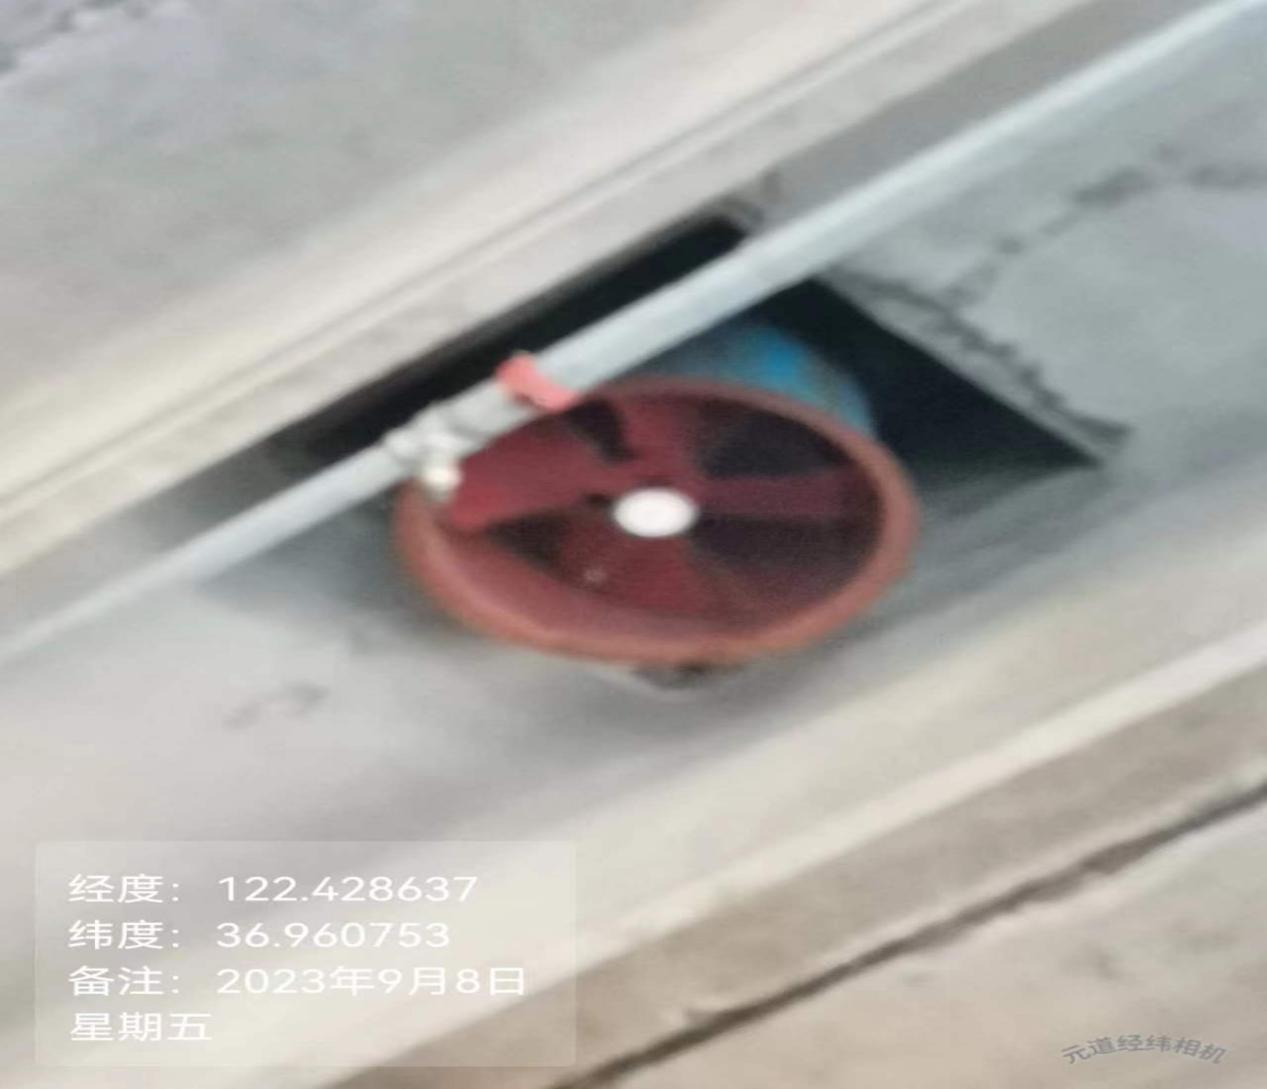 经度：122.428637
纬度：36.960753
备注：2023年9月8日
星期五
元道经纬相机